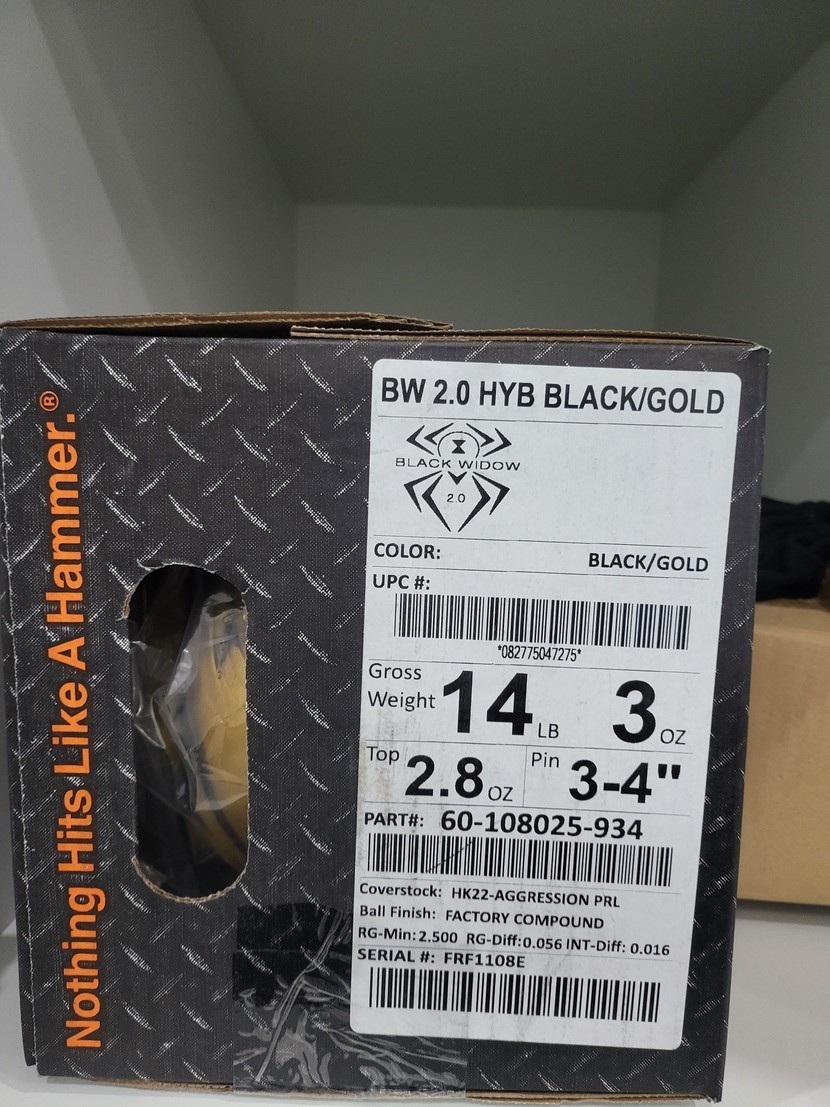 Nothing Hits Like A Hammer.®
BW 2.0 HYB BLACK/GOLD
BLACK WIDOW
2.0
COLOR: BLACK/GOLD
UPC #:
*082775047275*
Gross Weight 14 LB 3 OZ
Top 2.8 OZ Pin 3-4"
PART#: 60-108025-934
Coverstock: HK22-AGGRESSION PRL
Ball Finish: FACTORY COMPOUND
RG-Min: 2.500 RG-Diff: 0.056 INT-Diff: 0.016
SERIAL #: FRF1108E